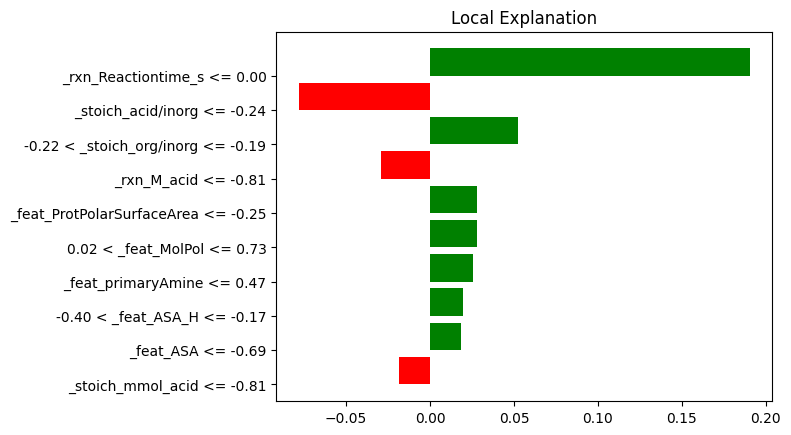 Local Explanation
_rxn_Reactiontime_s <= 0.00
_stoich_acid/inorg <= -0.24
-0.22 < _stoich_org/inorg <= -0.19
_rxn_M_acid <= -0.81
_feat_ProtPolarSurfaceArea <= -0.25
0.02 < _feat_MolPol <= 0.73
_feat_primaryAmine <= 0.47
-0.40 < _feat_ASA_H <= -0.17
_feat_ASA <= -0.69
_stoich_mmol_acid <= -0.81
−0.05 0.00 0.05 0.10 0.15 0.20